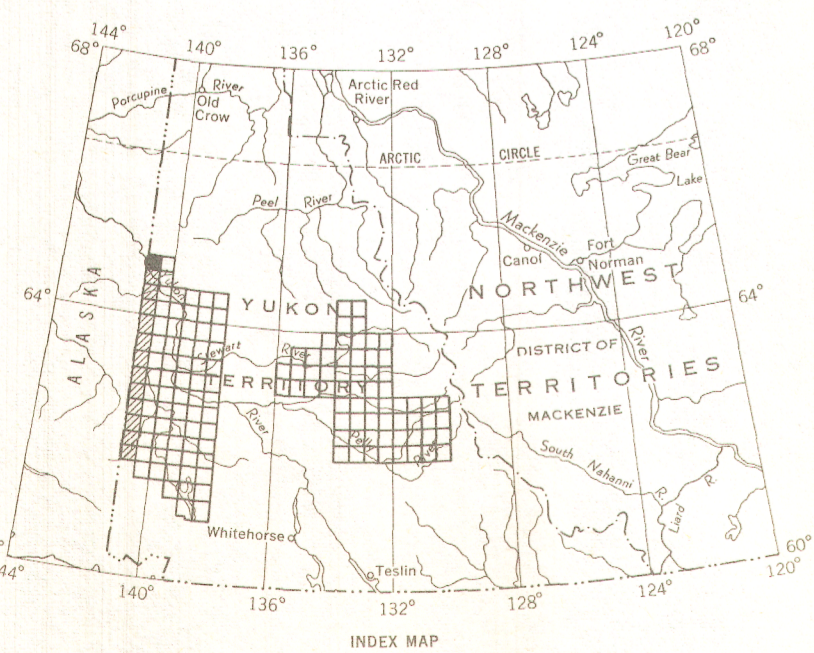 144°
140°
136°
132°
128°
124°
120°
68°
68°
Porcupine River
Old
Crow
Arctic Red
River
ARCTIC CIRCLE
Great Bear
Lake
Peel River
Mackenzie
Canol
Fort
Norman
NORTHWEST
64°
64°
ALASKA
YUKON
Stewart River
TERRITORY
DISTRICT OF
TERRITORIES
MACKENZIE
River
River
Pelly River
South Nahanni R.
Liard R.
Whitehorse
Teslin
60°
44°
140°
136°
132°
128°
124°
120°
INDEX MAP